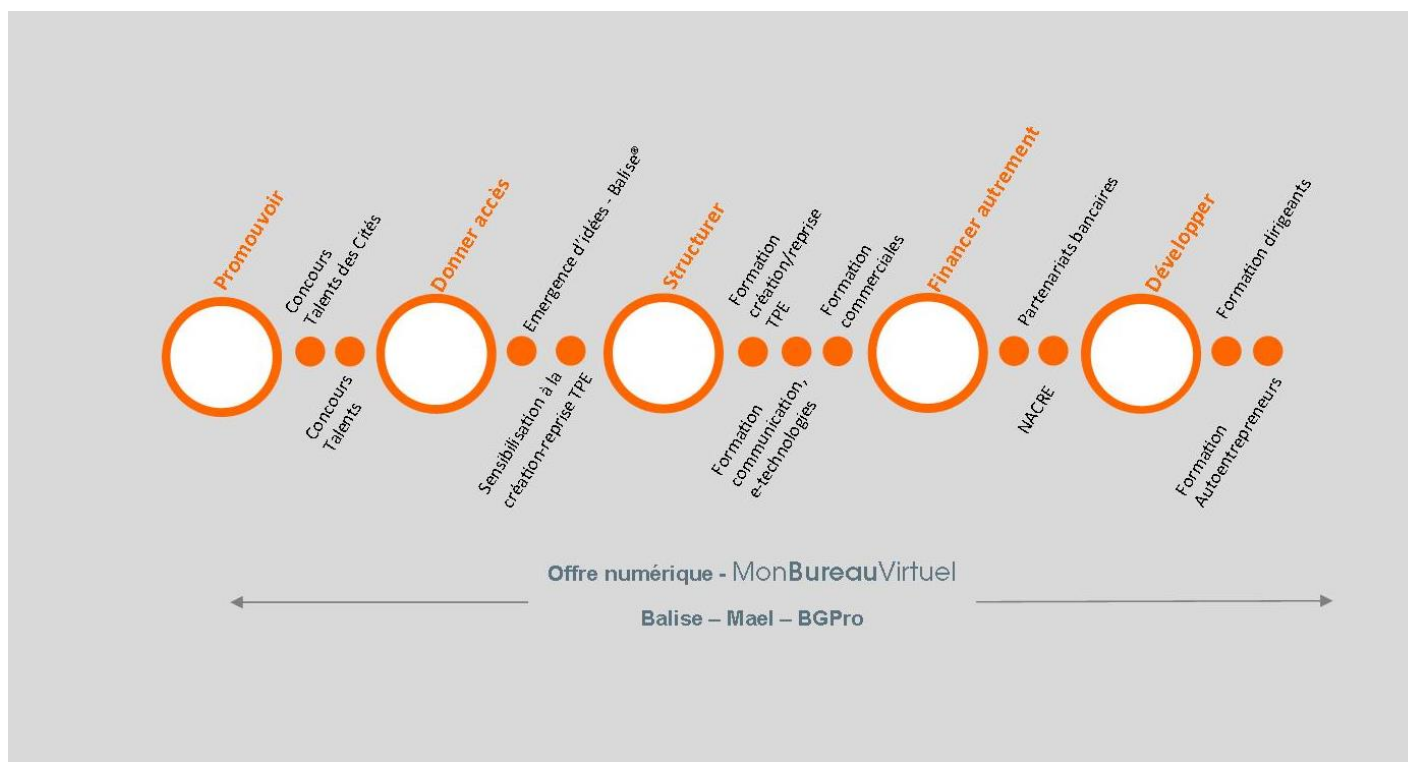 Promouvoir
Concours
Talents des Cités
Concours
Talents
Donner accès
Emergence d'idées - Balise®
Sensibilisation à la
création-reprise TPE
Structurer
Formation
création/reprise
TPE
Formation
communication,
e-technologies
Formation
commerciales
Financer autrement
Partenariats bancaires
NACRE
Développer
Formation dirigeants
Formation
Autoentrepreneurs
Offre numérique - MonBureauVirtuel
Balise – Mael – BGPro